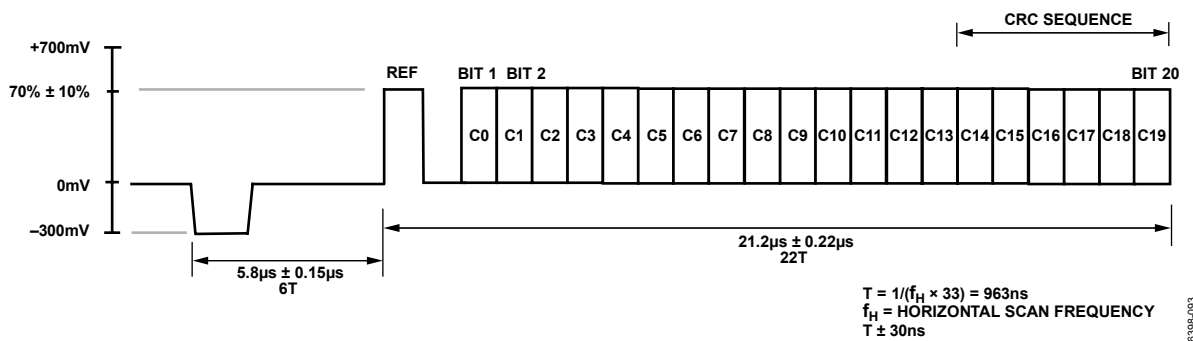 CRC SEQUENCE
+700mV
REF
BIT 1 BIT 2
BIT 20
70% ± 10%
C0 C1 C2 C3 C4 C5 C6 C7 C8 C9 C10 C11 C12 C13 C14 C15 C16 C17 C18 C19
0mV
–300mV
21.2µs ± 0.22µs
22T
5.8µs ± 0.15µs
6T
T = 1/(fH × 33) = 963ns
fH = HORIZONTAL SCAN FREQUENCY
T ± 30ns